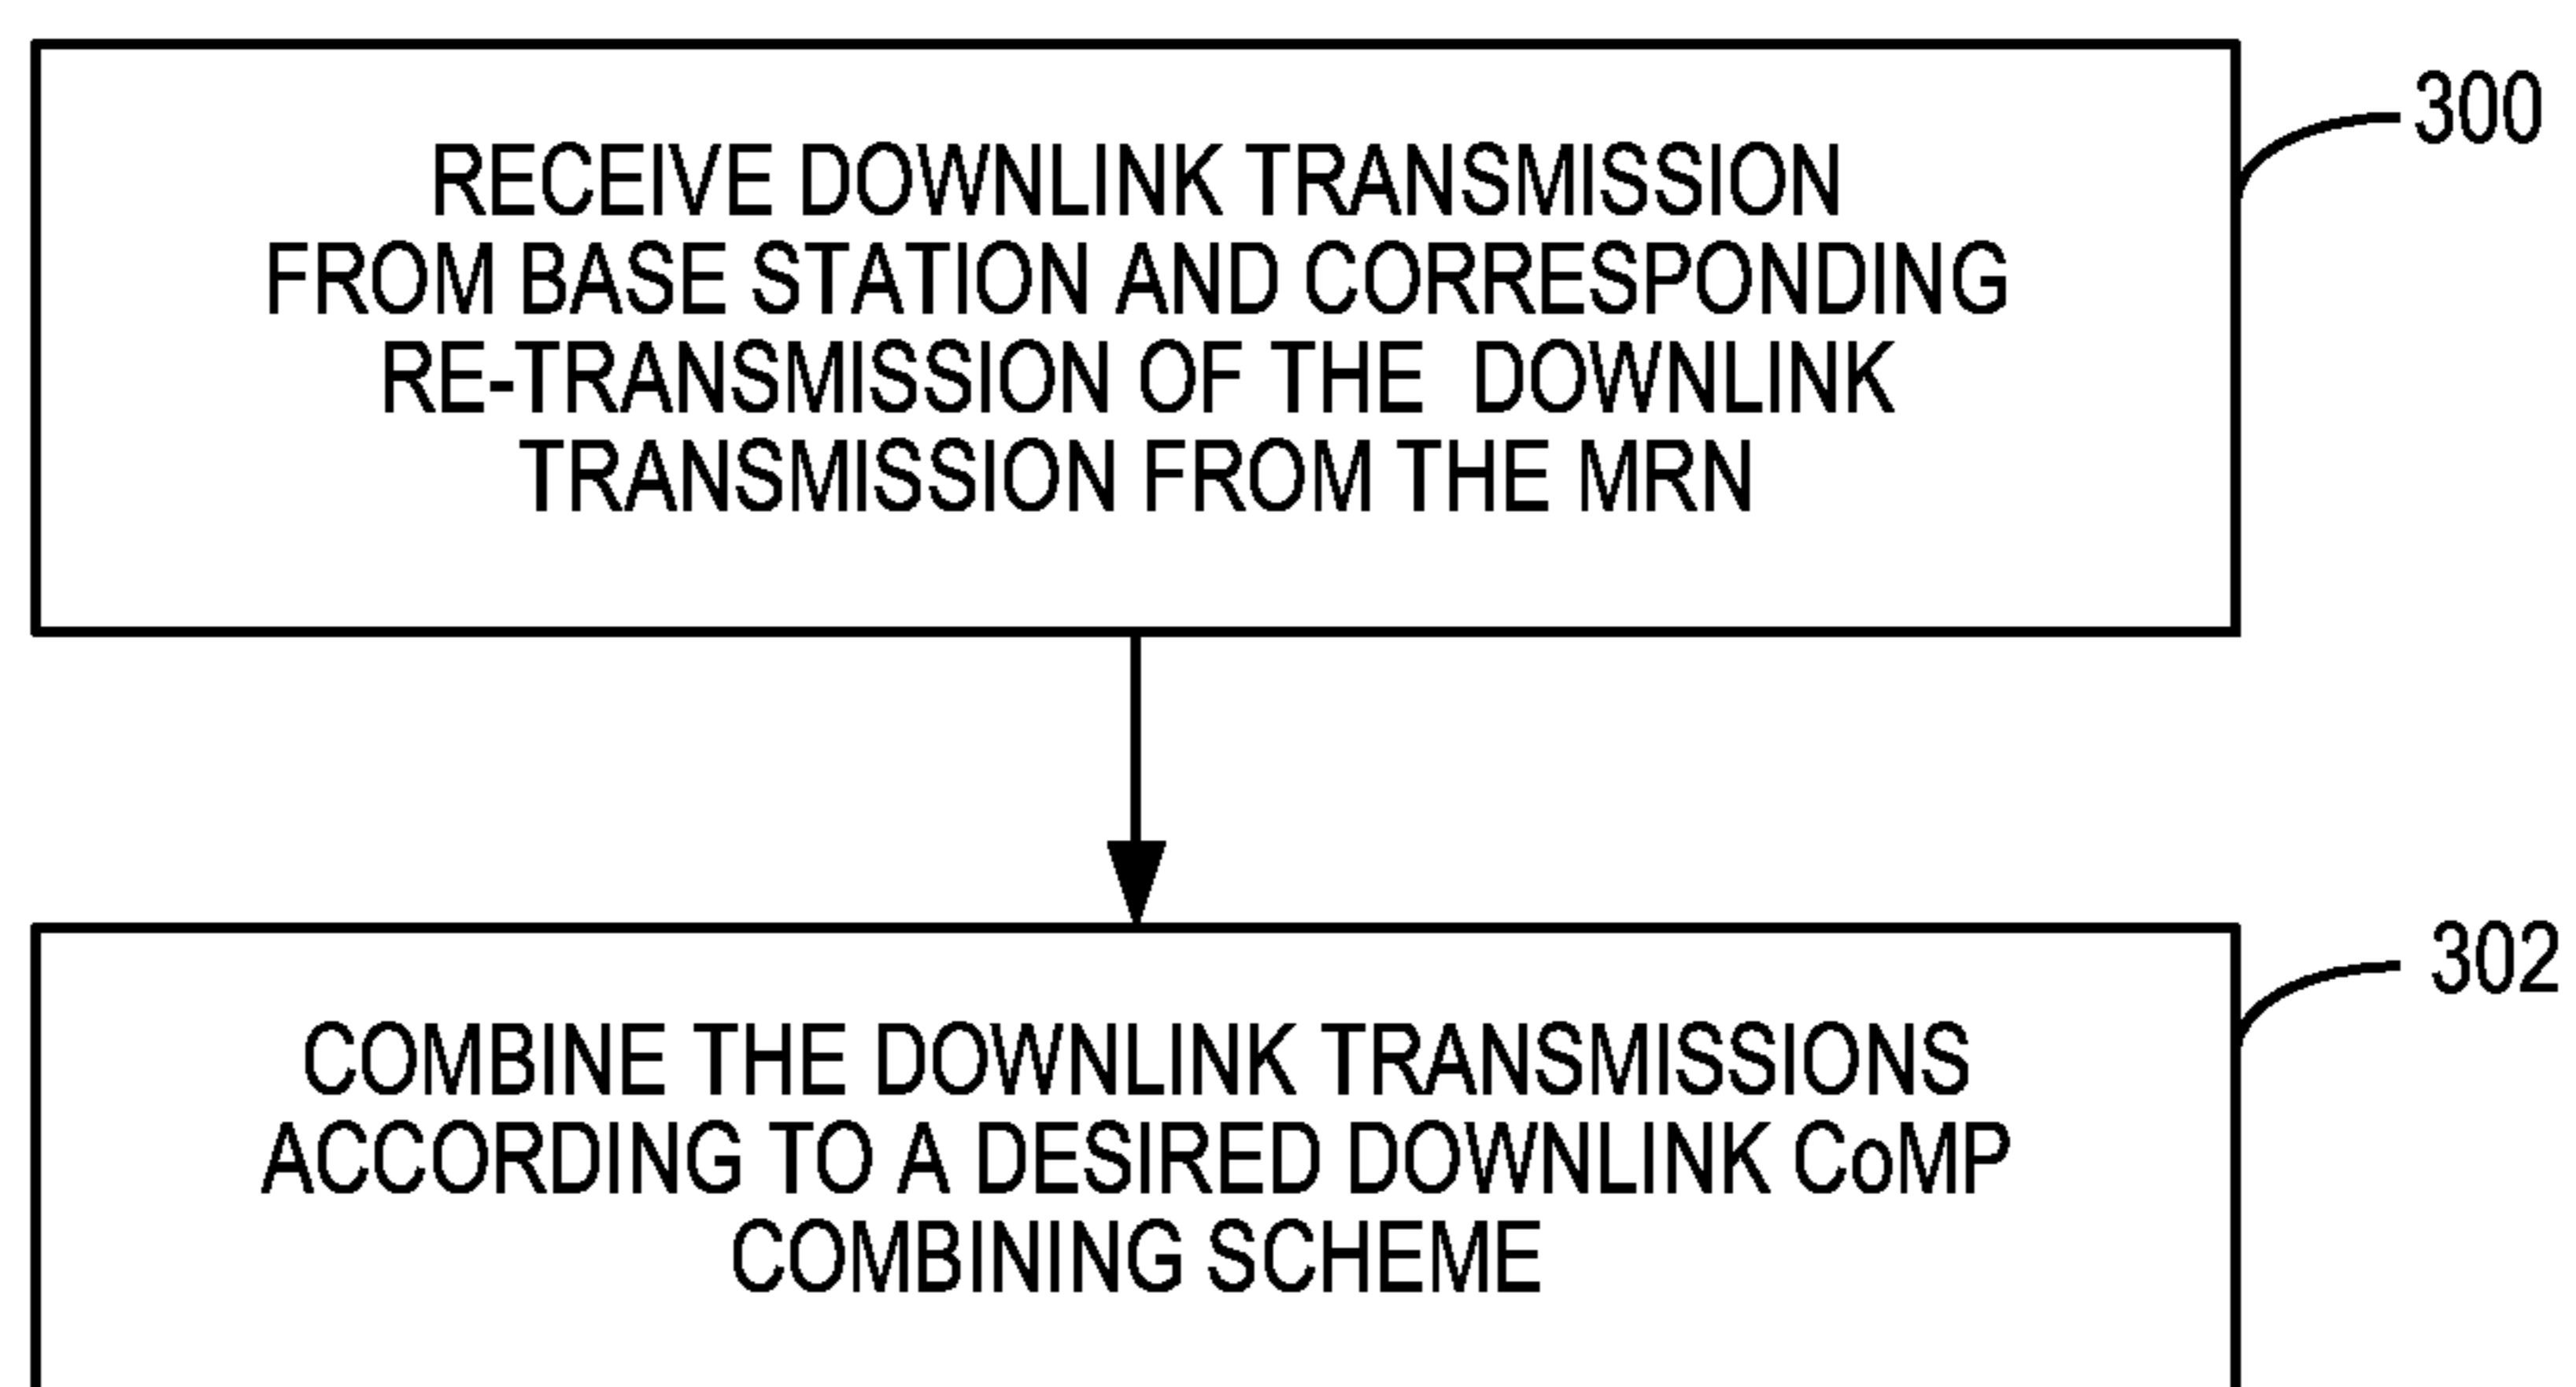 300
RECEIVE DOWNLINK TRANSMISSION
FROM BASE STATION AND CORRESPONDING
RE-TRANSMISSION OF THE DOWNLINK
TRANSMISSION FROM THE MRN
302
COMBINE THE DOWNLINK TRANSMISSIONS
ACCORDING TO A DESIRED DOWNLINK CoMP
COMBINING SCHEME